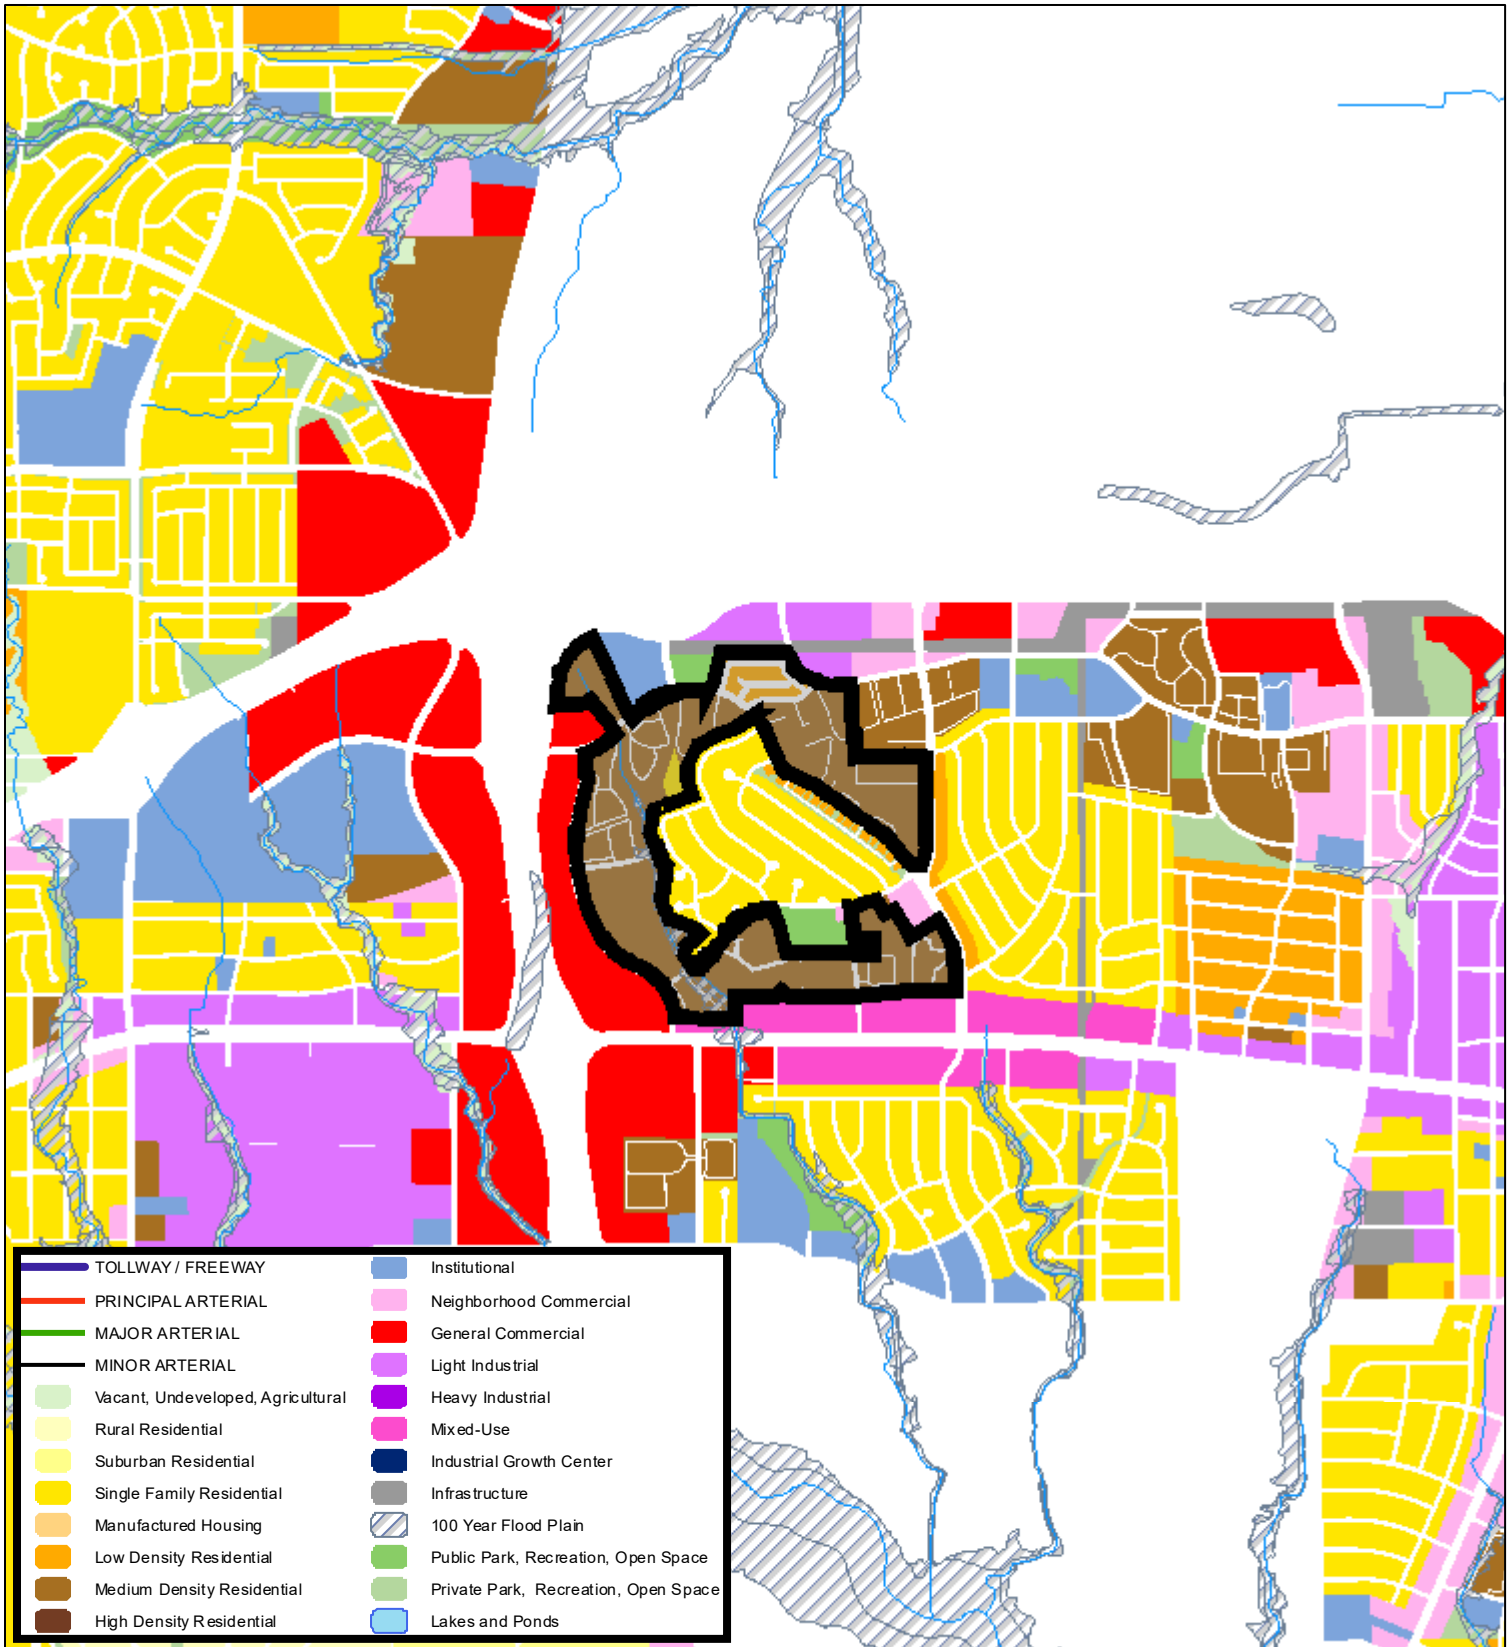 TOLLWAY / FREEWAY
PRINCIPAL ARTERIAL
MAJOR ARTERIAL
MINOR ARTERIAL
Vacant, Undeveloped, Agricultural
Rural Residential
Suburban Residential
Single Family Residential
Manufactured Housing
Low Density Residential
Medium Density Residential
High Density Residential
Institutional
Neighborhood Commercial
General Commercial
Light Industrial
Heavy Industrial
Mixed-Use
Industrial Growth Center
Infrastructure
100 Year Flood Plain
Public Park, Recreation, Open Space
Private Park, Recreation, Open Space
Lakes and Ponds